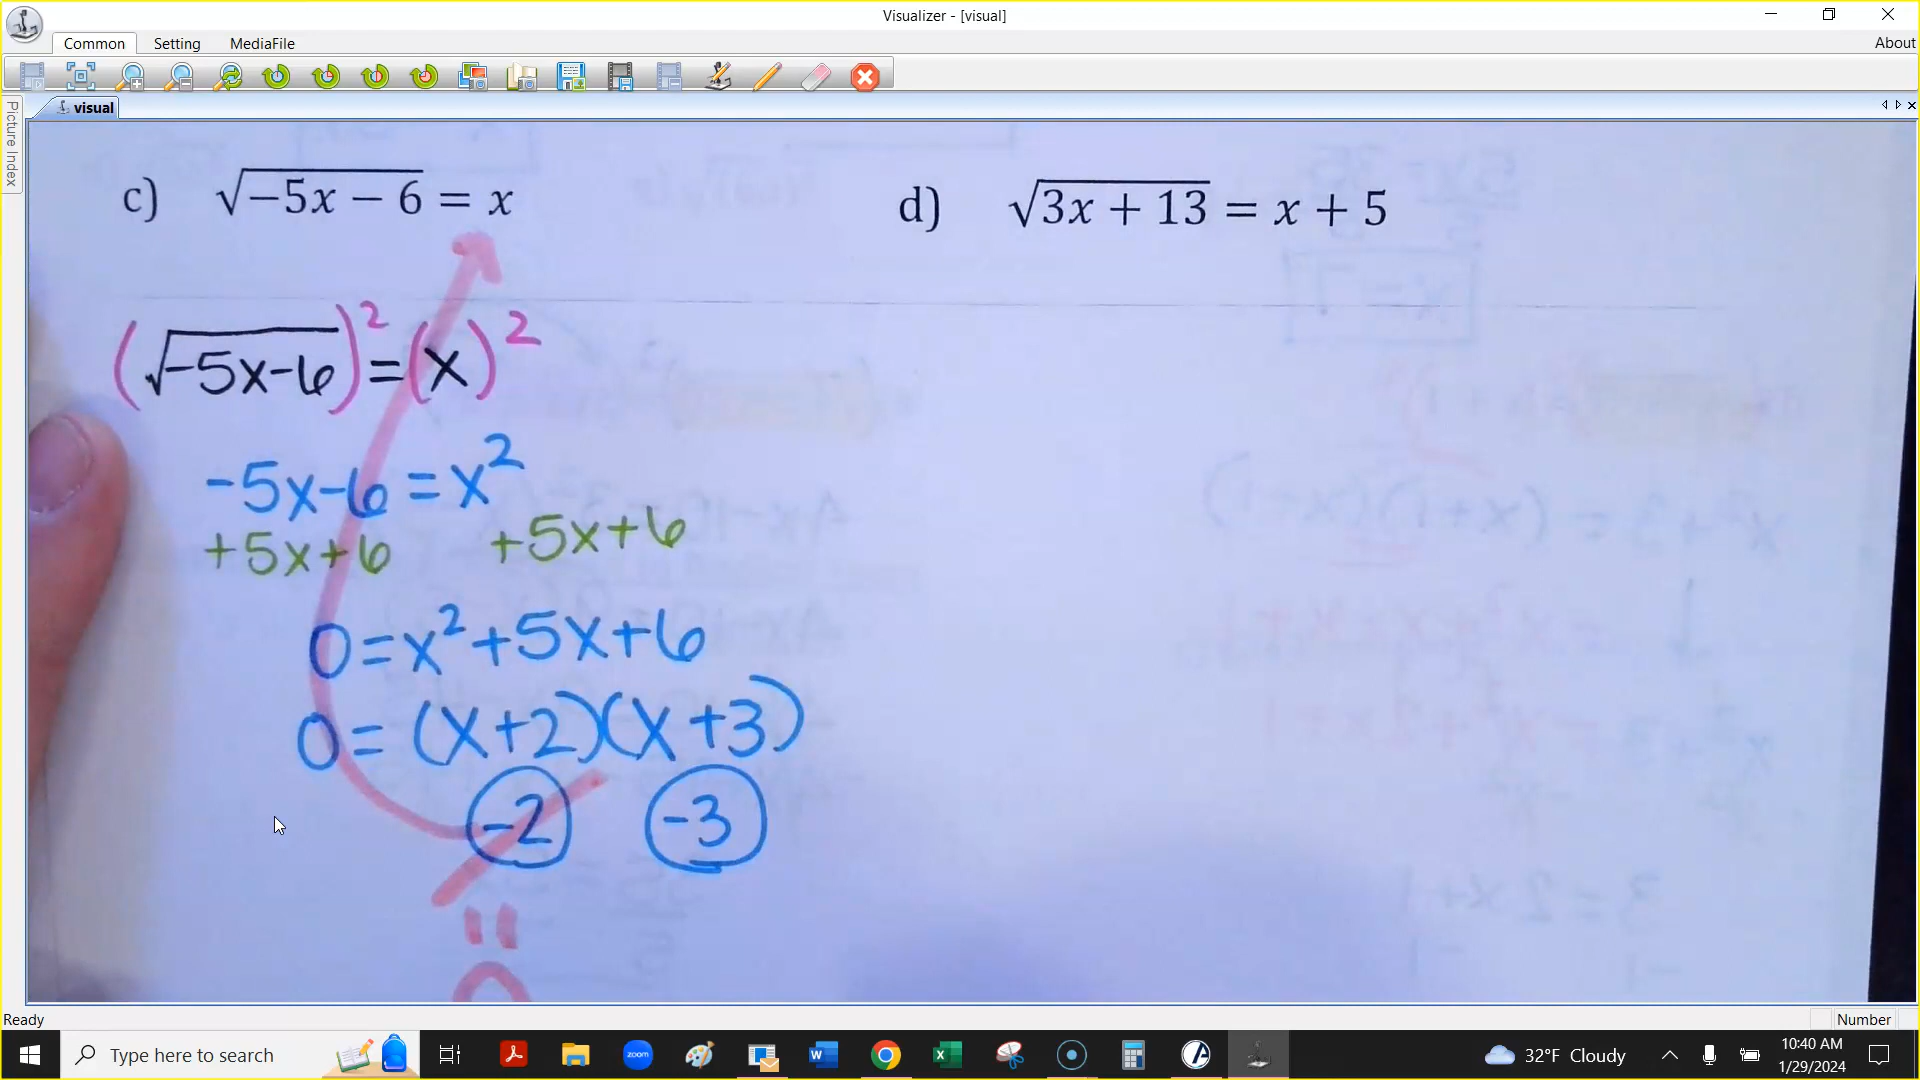 Visualizer - [visual]
Common Setting MediaFile About
Picture Index
visual
c) √(−5x − 6) = x
d) √(3x + 13) = x + 5
(√(-5x-6))² = (x)²
-5x-6 = x²
+5x+6 +5x+6
0 = x² + 5x + 6
0 = (x+2)(x+3)
-2 -3
Ready Number
Type here to search
zoom
32°F Cloudy
10:40 AM
1/29/2024